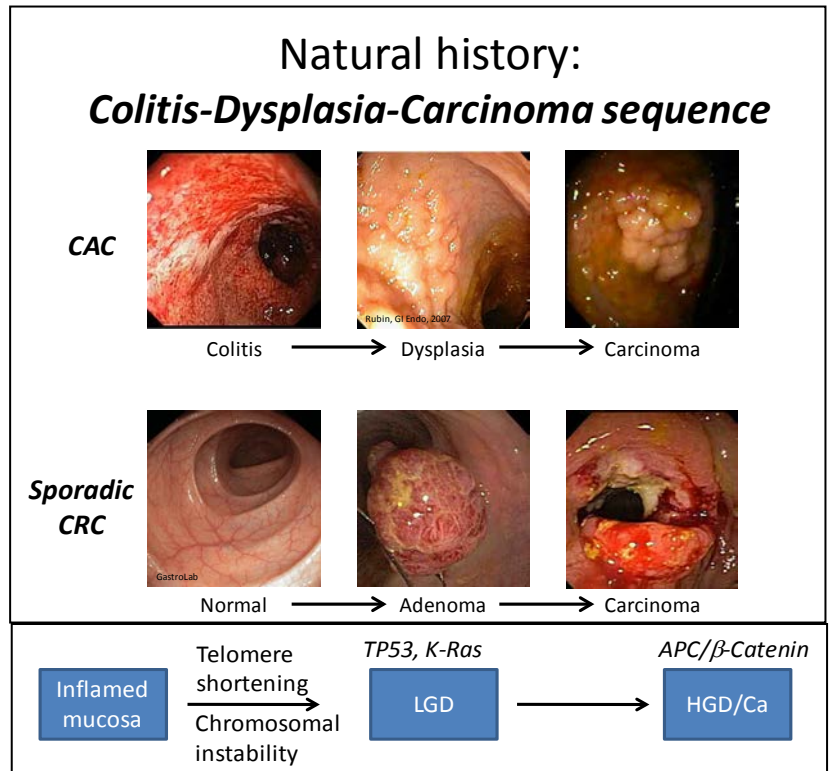 Natural history:
Colitis-Dysplasia-Carcinoma sequence
CAC
Rubin, GI Endo, 2007
Colitis
Dysplasia
Carcinoma
Sporadic
CRC
GastroLab
Normal
Adenoma
Carcinoma
Inflamed
mucosa
Telomere
shortening
Chromosomal
instability
TP53, K-Ras
LGD
APC/β-Catenin
HGD/Ca